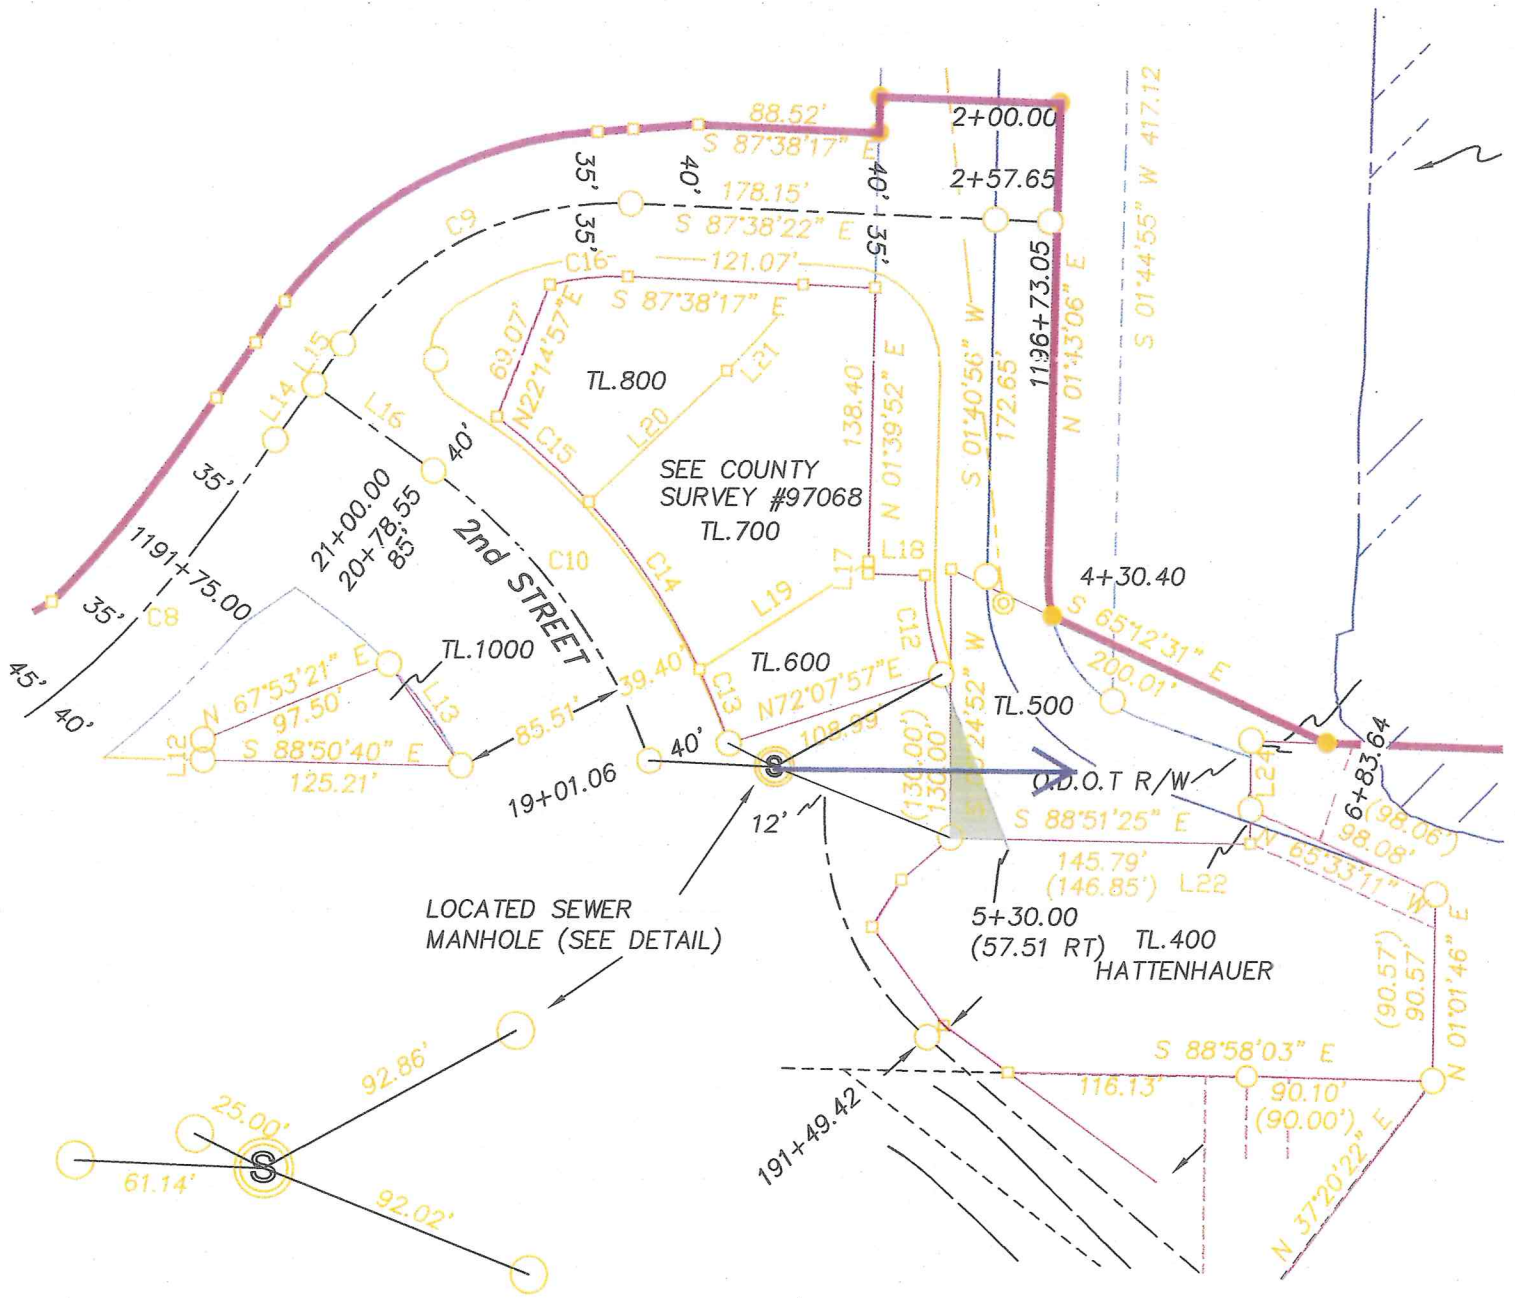 88.52'
S 87°38'17" E
2+00.00
2+57.65
35'
40'
40'
178.15'
S 87°38'22" E
35'
35'
C9
C16
121.07'
S 87°38'17" E
69.07'
N22°14'57"E
1196+73.05
N 01°13'06" E
S 01°44'55" W 417.12
S 01°40'56" W
172.65'
138.40'
N 01°39'52" E
TL.800
L21
L20
L15
L14
L16
C15
40'
35'
SEE COUNTY
SURVEY #97068
TL.700
21+00.00
20+78.55
85'
2nd STREET
C10
C14
L17
L18
L19
C12
4+30.40
S 65°12'31" E
200.01'
1191+75.00
35'
C8
45'
40'
TL.1000
N 67°53'21" E
97.50'
L13
L12
S 88°50'40" E
125.21'
85.51'
39.40'
TL.600
C13
N72°07'57"E
108.99'
TL.500
(130.00')
130.00'
40'
S
19+01.06
12'
O.D.O.T R/W
L24
6+83.64
(98.06')
98.08'
N 65°33'11" W
S 88°51'25" E
145.79'
(146.85')
L22
5+30.00
(57.51 RT)
TL.400
HATTENHAUER
LOCATED SEWER
MANHOLE (SEE DETAIL)
(90.57')
90.57'
N 01°01'46" E
S 88°58'03" E
116.13'
90.10'
(90.00')
191+49.42
N 37°20'22" E
92.86'
25.00'
S
61.14'
92.02'